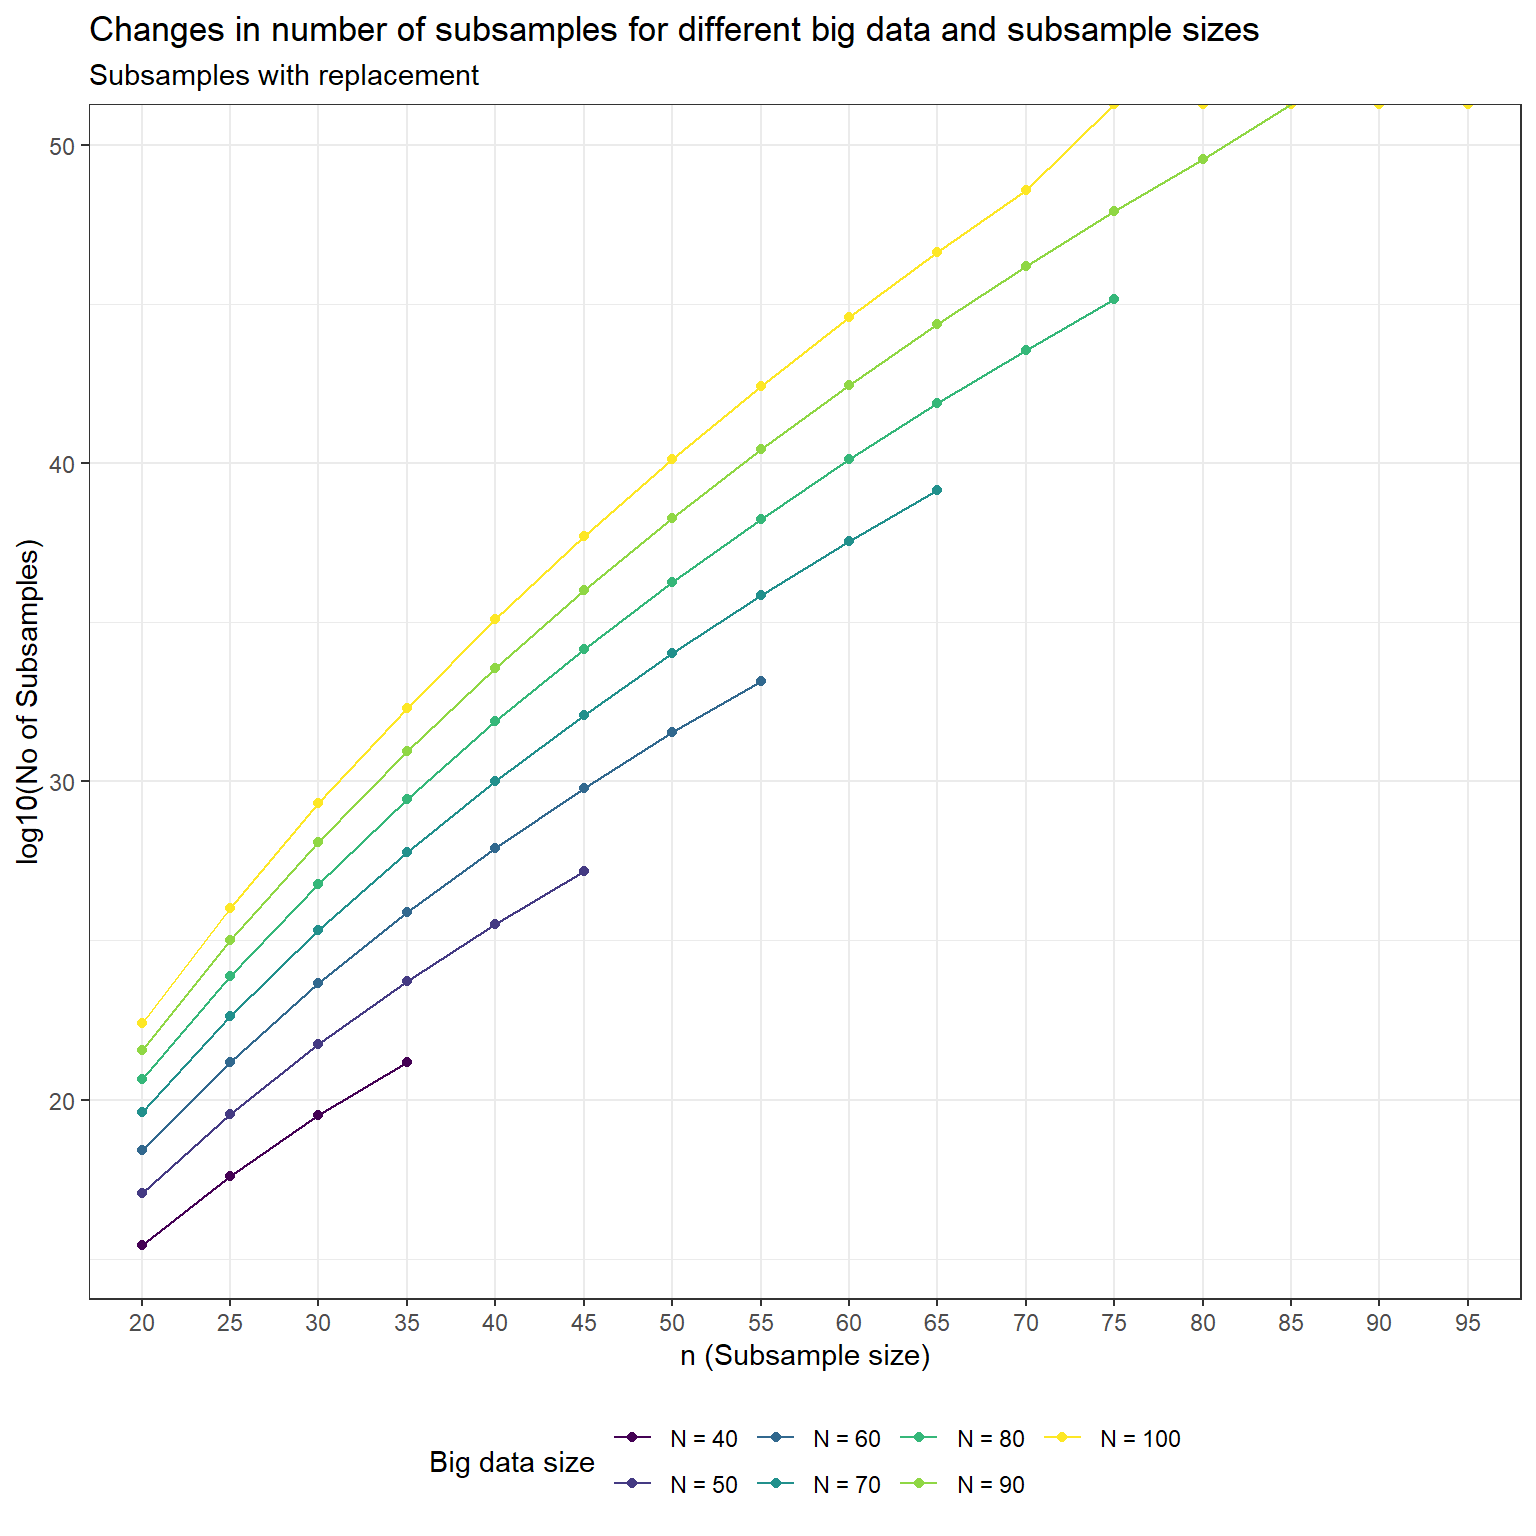 Changes in number of subsamples for different big data and subsample sizes
Subsamples with replacement
50
40
30
20
log10(No of Subsamples)
20 25 30 35 40 45 50 55 60 65 70 75 80 85 90 95
n (Subsample size)
Big data size
N = 40 N = 60 N = 80 N = 100
N = 50 N = 70 N = 90